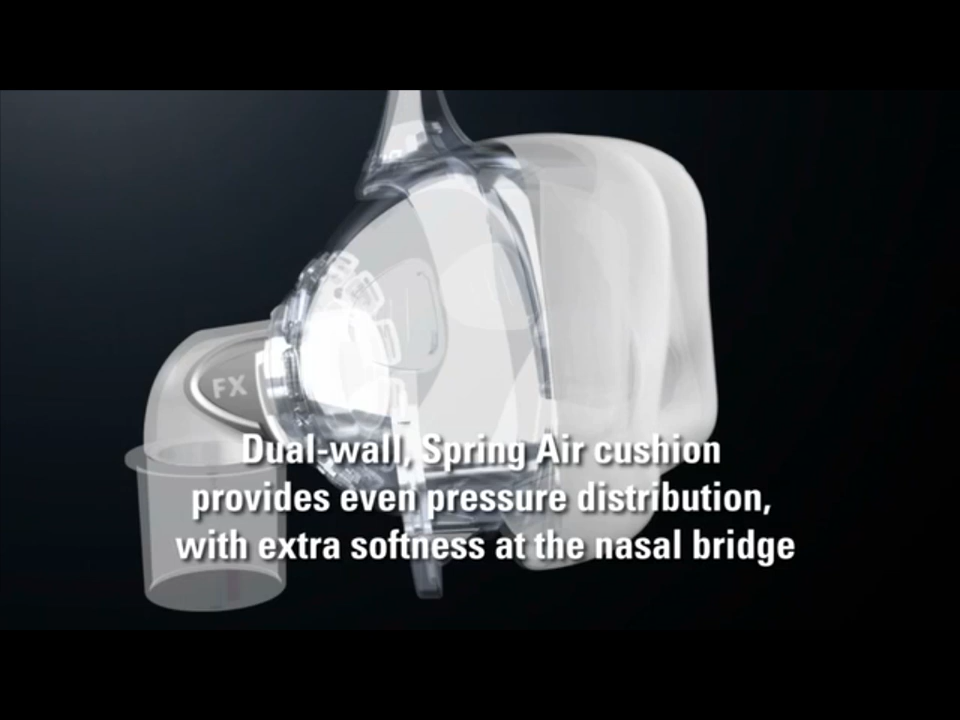 FX
Dual-wall, Spring Air cushion
provides even pressure distribution,
with extra softness at the nasal bridge